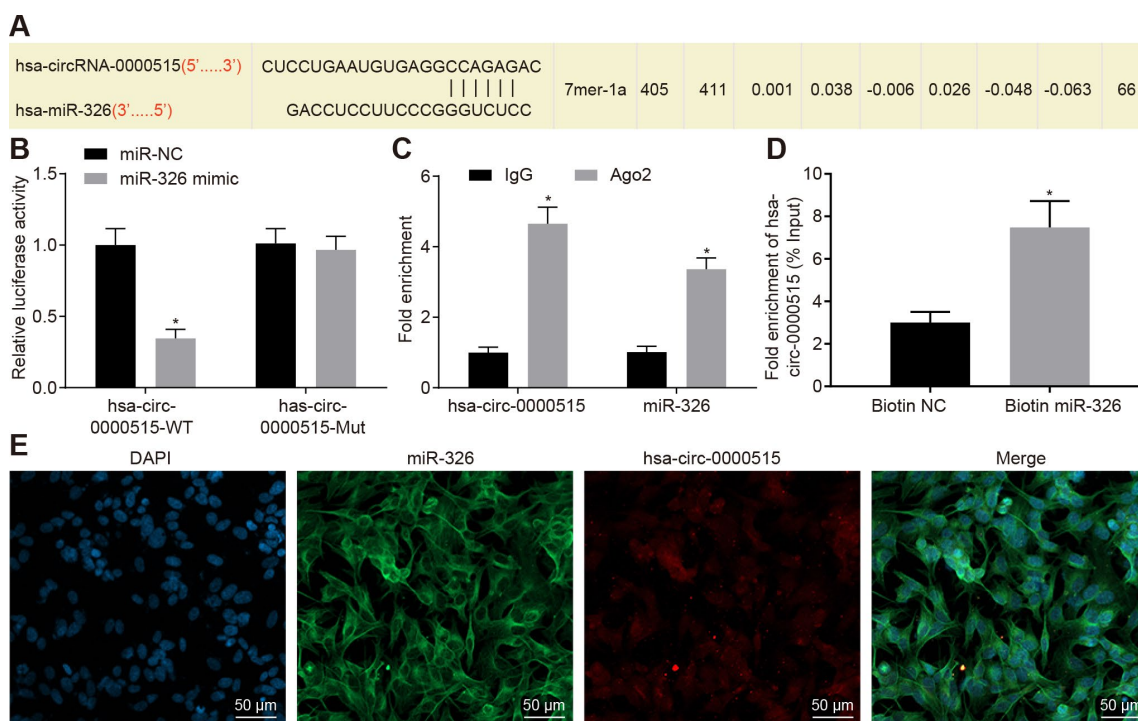 A
hsa-circRNA-0000515(5’.....3’) CUCCUGAAUGUGAGGCCAGAGAC
hsa-miR-326(3’.....5’) GACCUCCUUCCCGGGUCUCC
7mer-1a 405 411 0.001 0.038 -0.006 0.026 -0.048 -0.063 66
B
miR-NC
miR-326 mimic
Relative luciferase activity
1.5
1.0
0.5
0.0
*
hsa-circ-
0000515-WT
has-circ-
0000515-Mut
C
IgG Ago2
Fold enrichment
6
4
2
0
*
*
hsa-circ-0000515 miR-326
D
Fold enrichment of hsa-
circ-0000515 (% Input)
10
8
6
4
2
0
*
Biotin NC Biotin miR-326
E
DAPI miR-326 hsa-circ-0000515 Merge
50 μm 50 μm 50 μm 50 μm